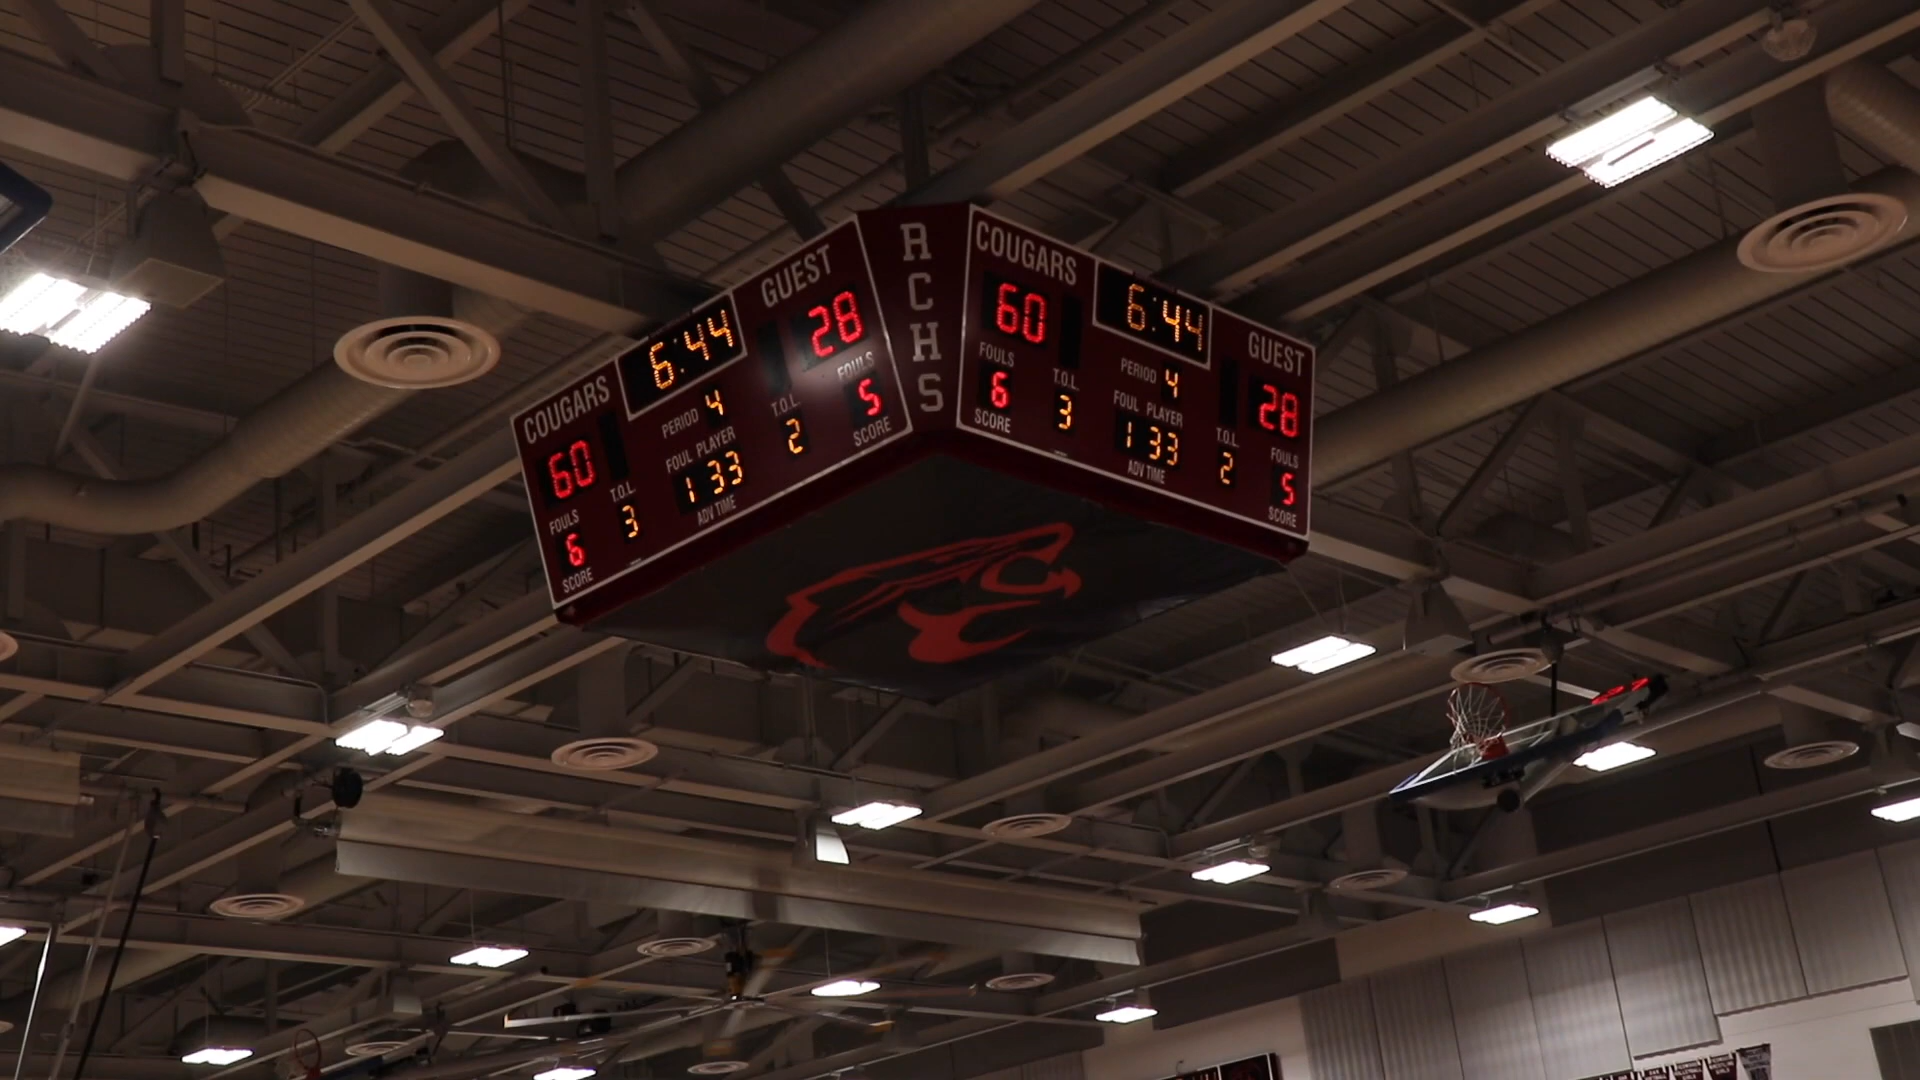 COUGARS
6:44
GUEST
60
28
T.O.L.
PERIOD 4
T.O.L.
FOULS
FOULS
6
3
FOUL PLAYER
1 33
2
5
SCORE
ADV TIME
SCORE
R
C
H
S
COUGARS
6:44
GUEST
60
28
FOULS
T.O.L.
PERIOD 4
T.O.L.
FOULS
6
3
FOUL PLAYER
1 33
2
5
SCORE
ADV TIME
SCORE